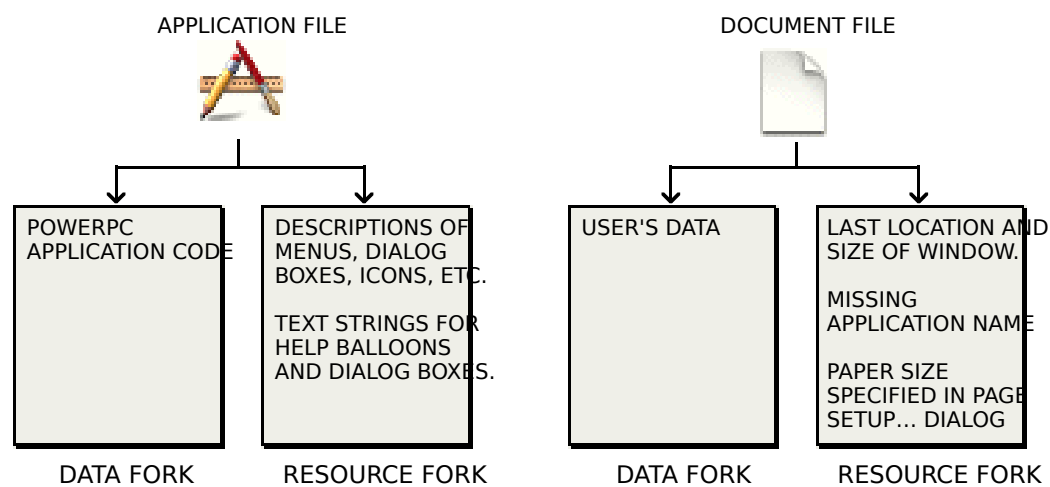 APPLICATION FILE
POWERPC
APPLICATION CODE
DATA FORK
DESCRIPTIONS OF
MENUS, DIALOG
BOXES, ICONS, ETC.
TEXT STRINGS FOR
HELP BALLOONS
AND DIALOG BOXES.
RESOURCE FORK
DOCUMENT FILE
USER'S DATA
DATA FORK
LAST LOCATION AND
SIZE OF WINDOW.
MISSING
APPLICATION NAME
PAPER SIZE
SPECIFIED IN PAGE
SETUP... DIALOG
RESOURCE FORK